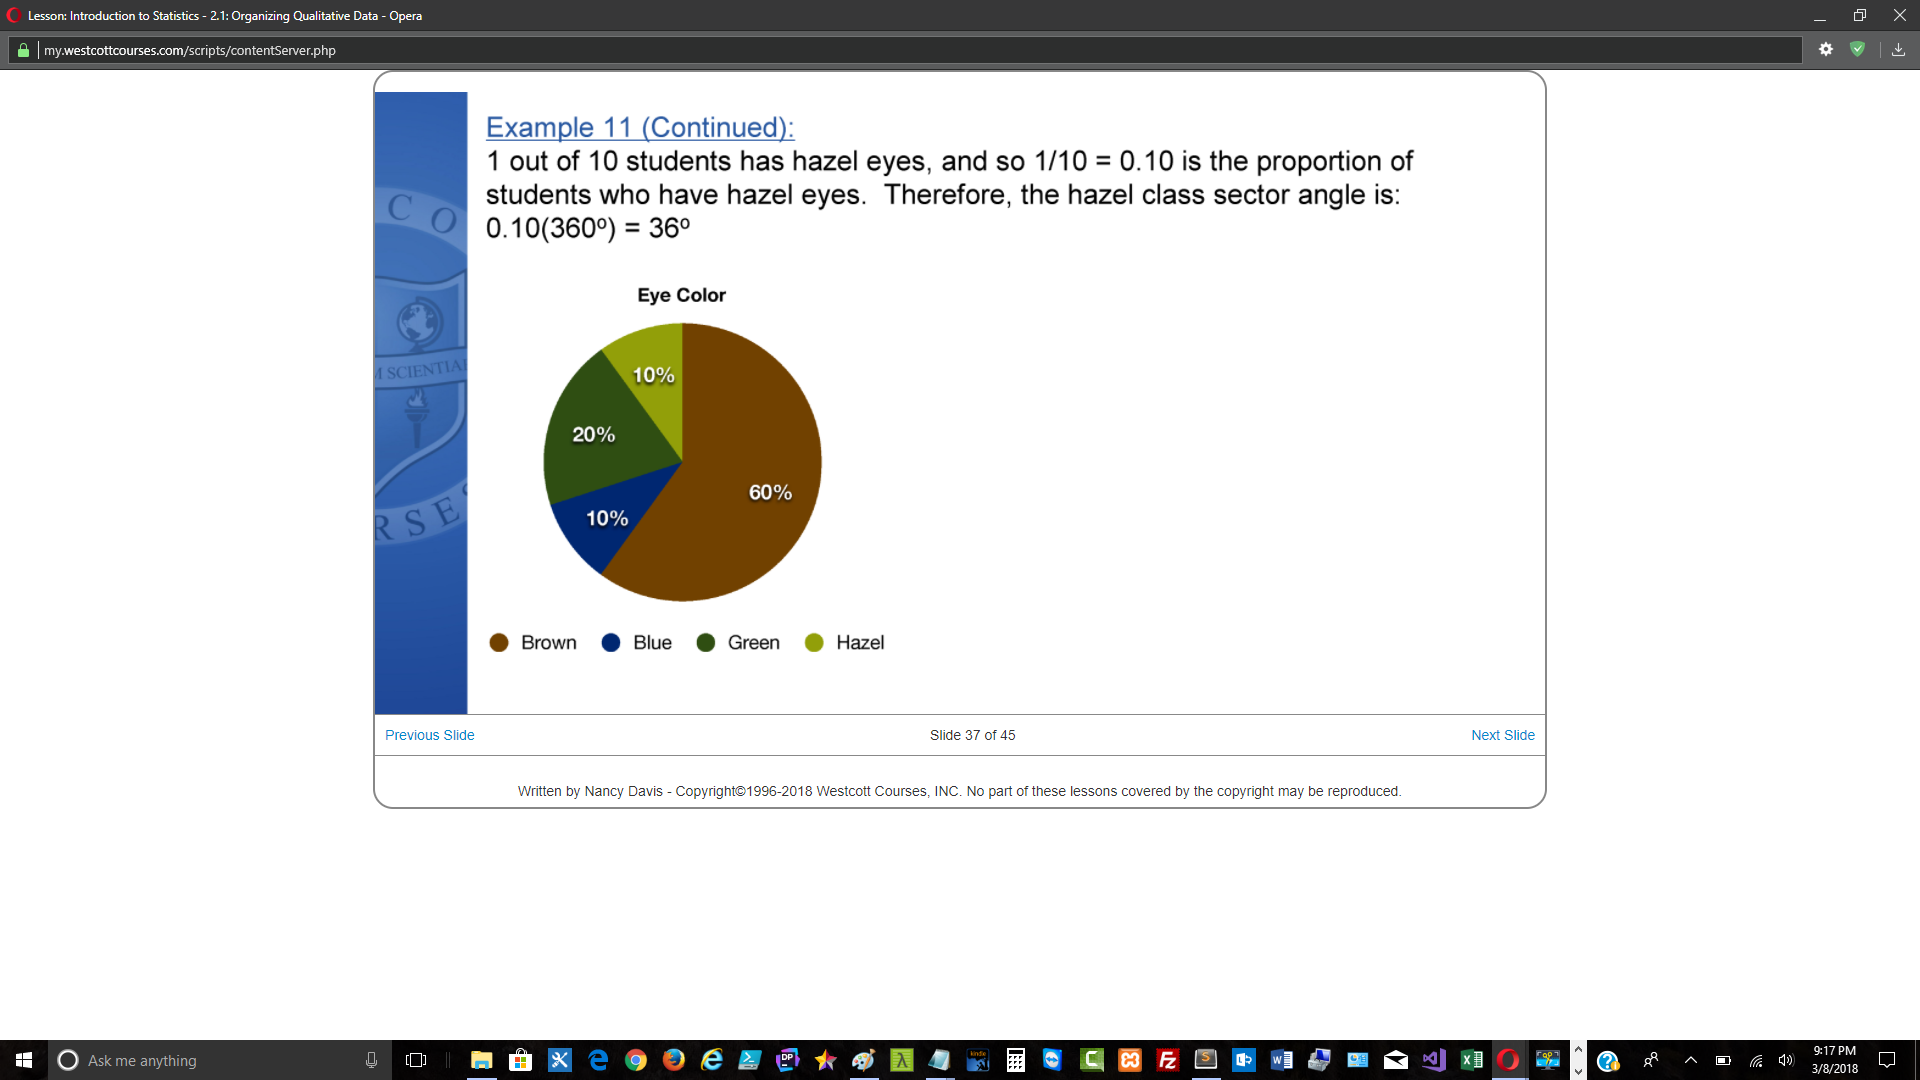 Lesson: Introduction to Statistics - 2.1: Organizing Qualitative Data - Opera
my.westcottcourses.com/scripts/contentServer.php
Example 11 (Continued):
1 out of 10 students has hazel eyes, and so 1/10 = 0.10 is the proportion of
students who have hazel eyes.  Therefore, the hazel class sector angle is:
0.10(360º) = 36º
C O
M SCIENTIA
R S E
Eye Color
10%
20%
60%
10%
Brown Blue Green Hazel
Previous Slide Slide 37 of 45 Next Slide
Written by Nancy Davis - Copyright©1996-2018 Westcott Courses, INC. No part of these lessons covered by the copyright may be reproduced.
Ask me anything
DP
kindle
9:17 PM
3/8/2018